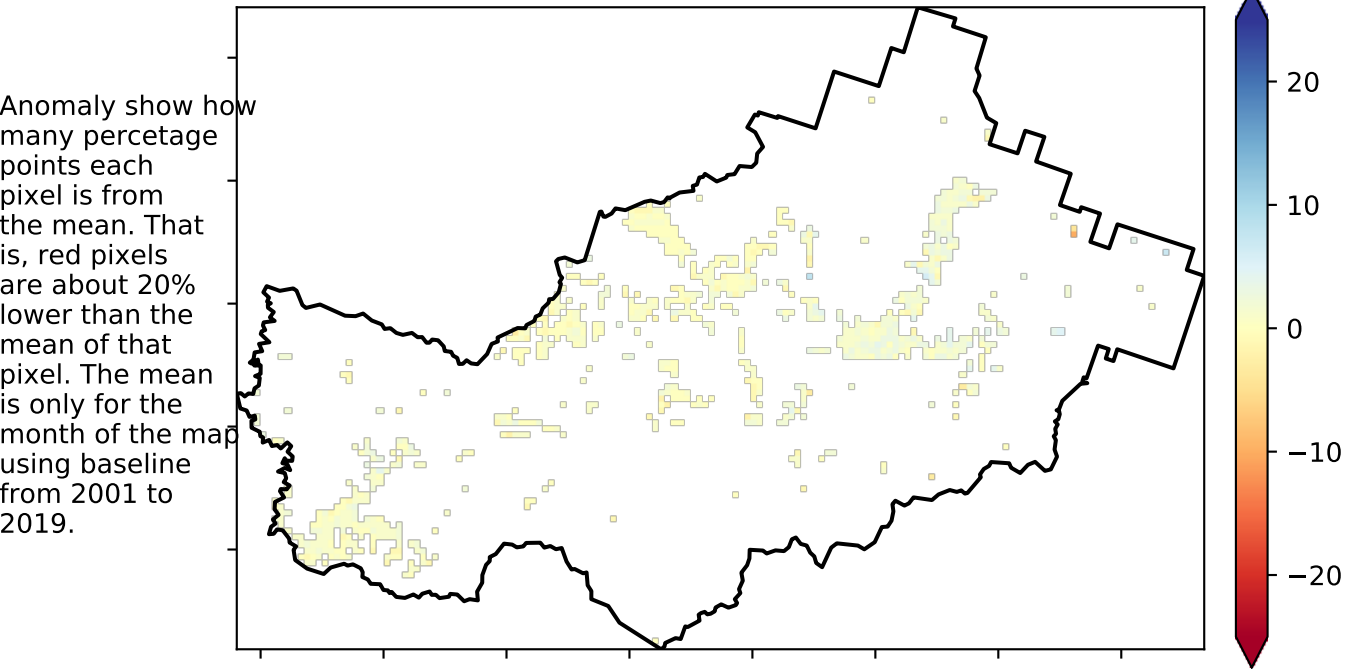 Anomaly show how
many percetage
points each
pixel is from
the mean. That
is, red pixels
are about 20%
lower than the
mean of that
pixel. The mean
is only for the
month of the map
using baseline
from 2001 to
2019.
20
10
0
−10
−20